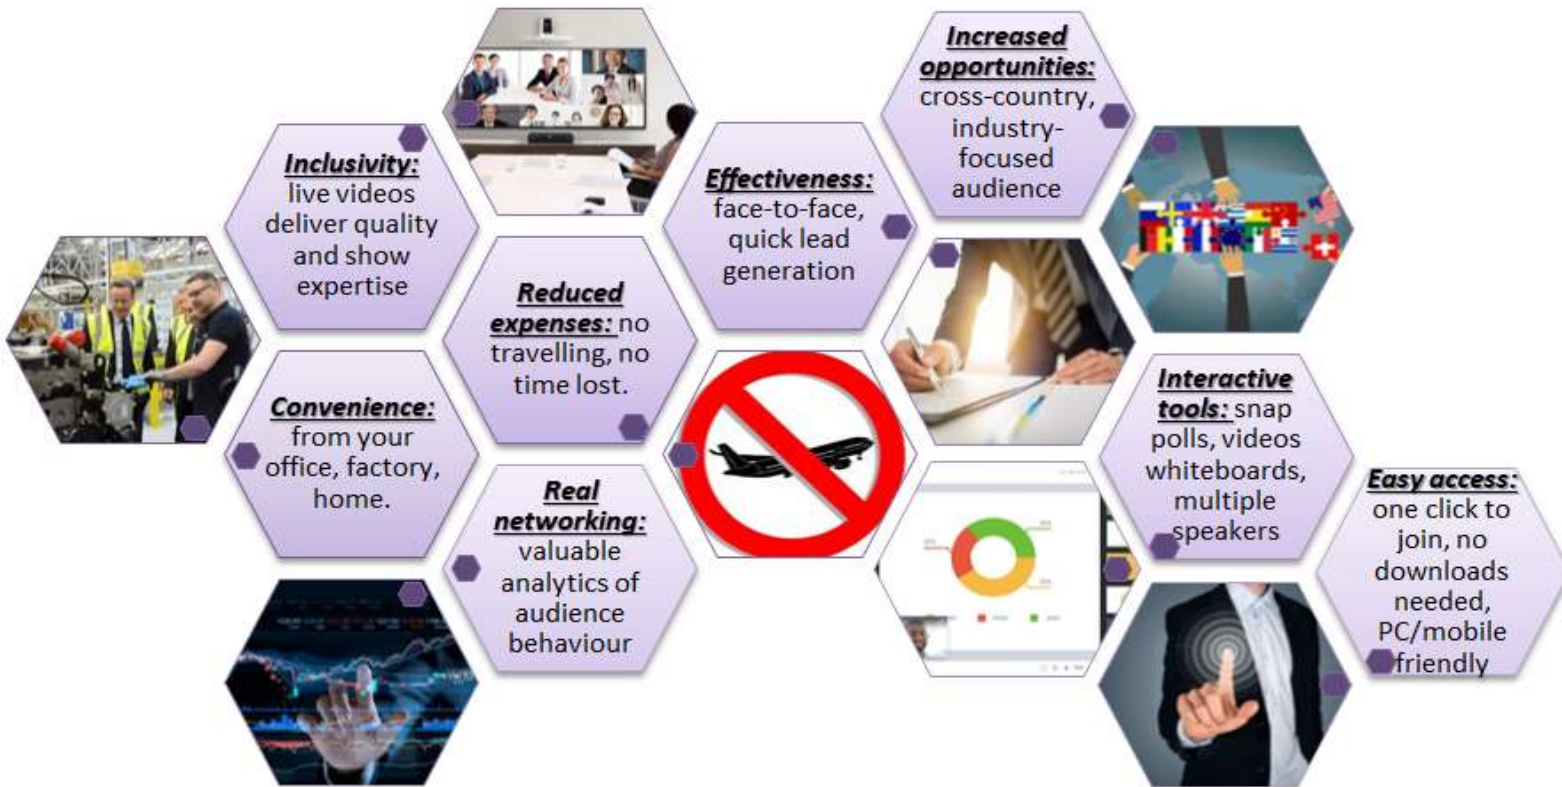 Inclusivity:
live videos
deliver quality
and show
expertise
Convenience:
from your
office, factory,
home.
Reduced
expenses: no
travelling, no
time lost.
Real
networking:
valuable
analytics of
audience
behaviour
Effectiveness:
face-to-face,
quick lead
generation
Increased
opportunities:
cross-country,
industry-
focused
audience
Interactive
tools: snap
polls, videos
whiteboards,
multiple
speakers
Easy access:
one click to
join, no
downloads
needed,
PC/mobile
friendly